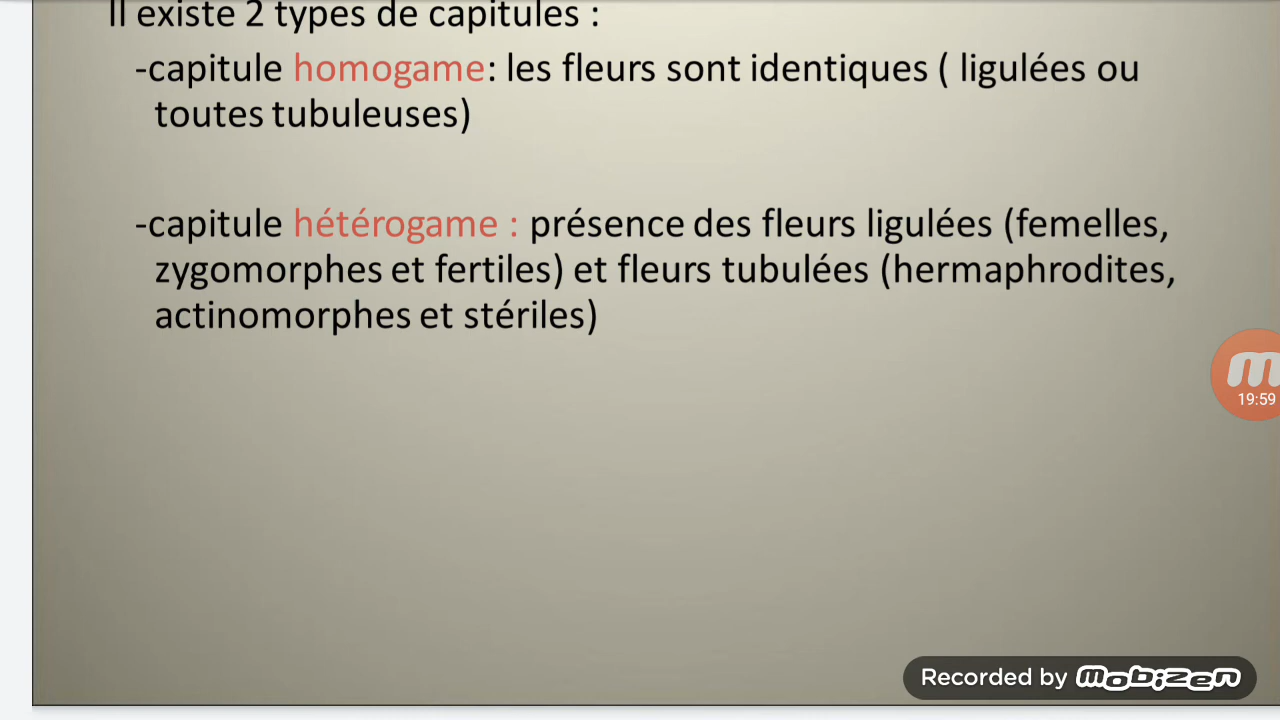 Il existe 2 types de capitules :
-capitule homogame: les fleurs sont identiques ( ligulées ou
toutes tubuleuses)
-capitule hétérogame : présence des fleurs ligulées (femelles,
zygomorphes et fertiles) et fleurs tubulées (hermaphrodites,
actinomorphes et stériles)
19:59
Recorded by mobizen